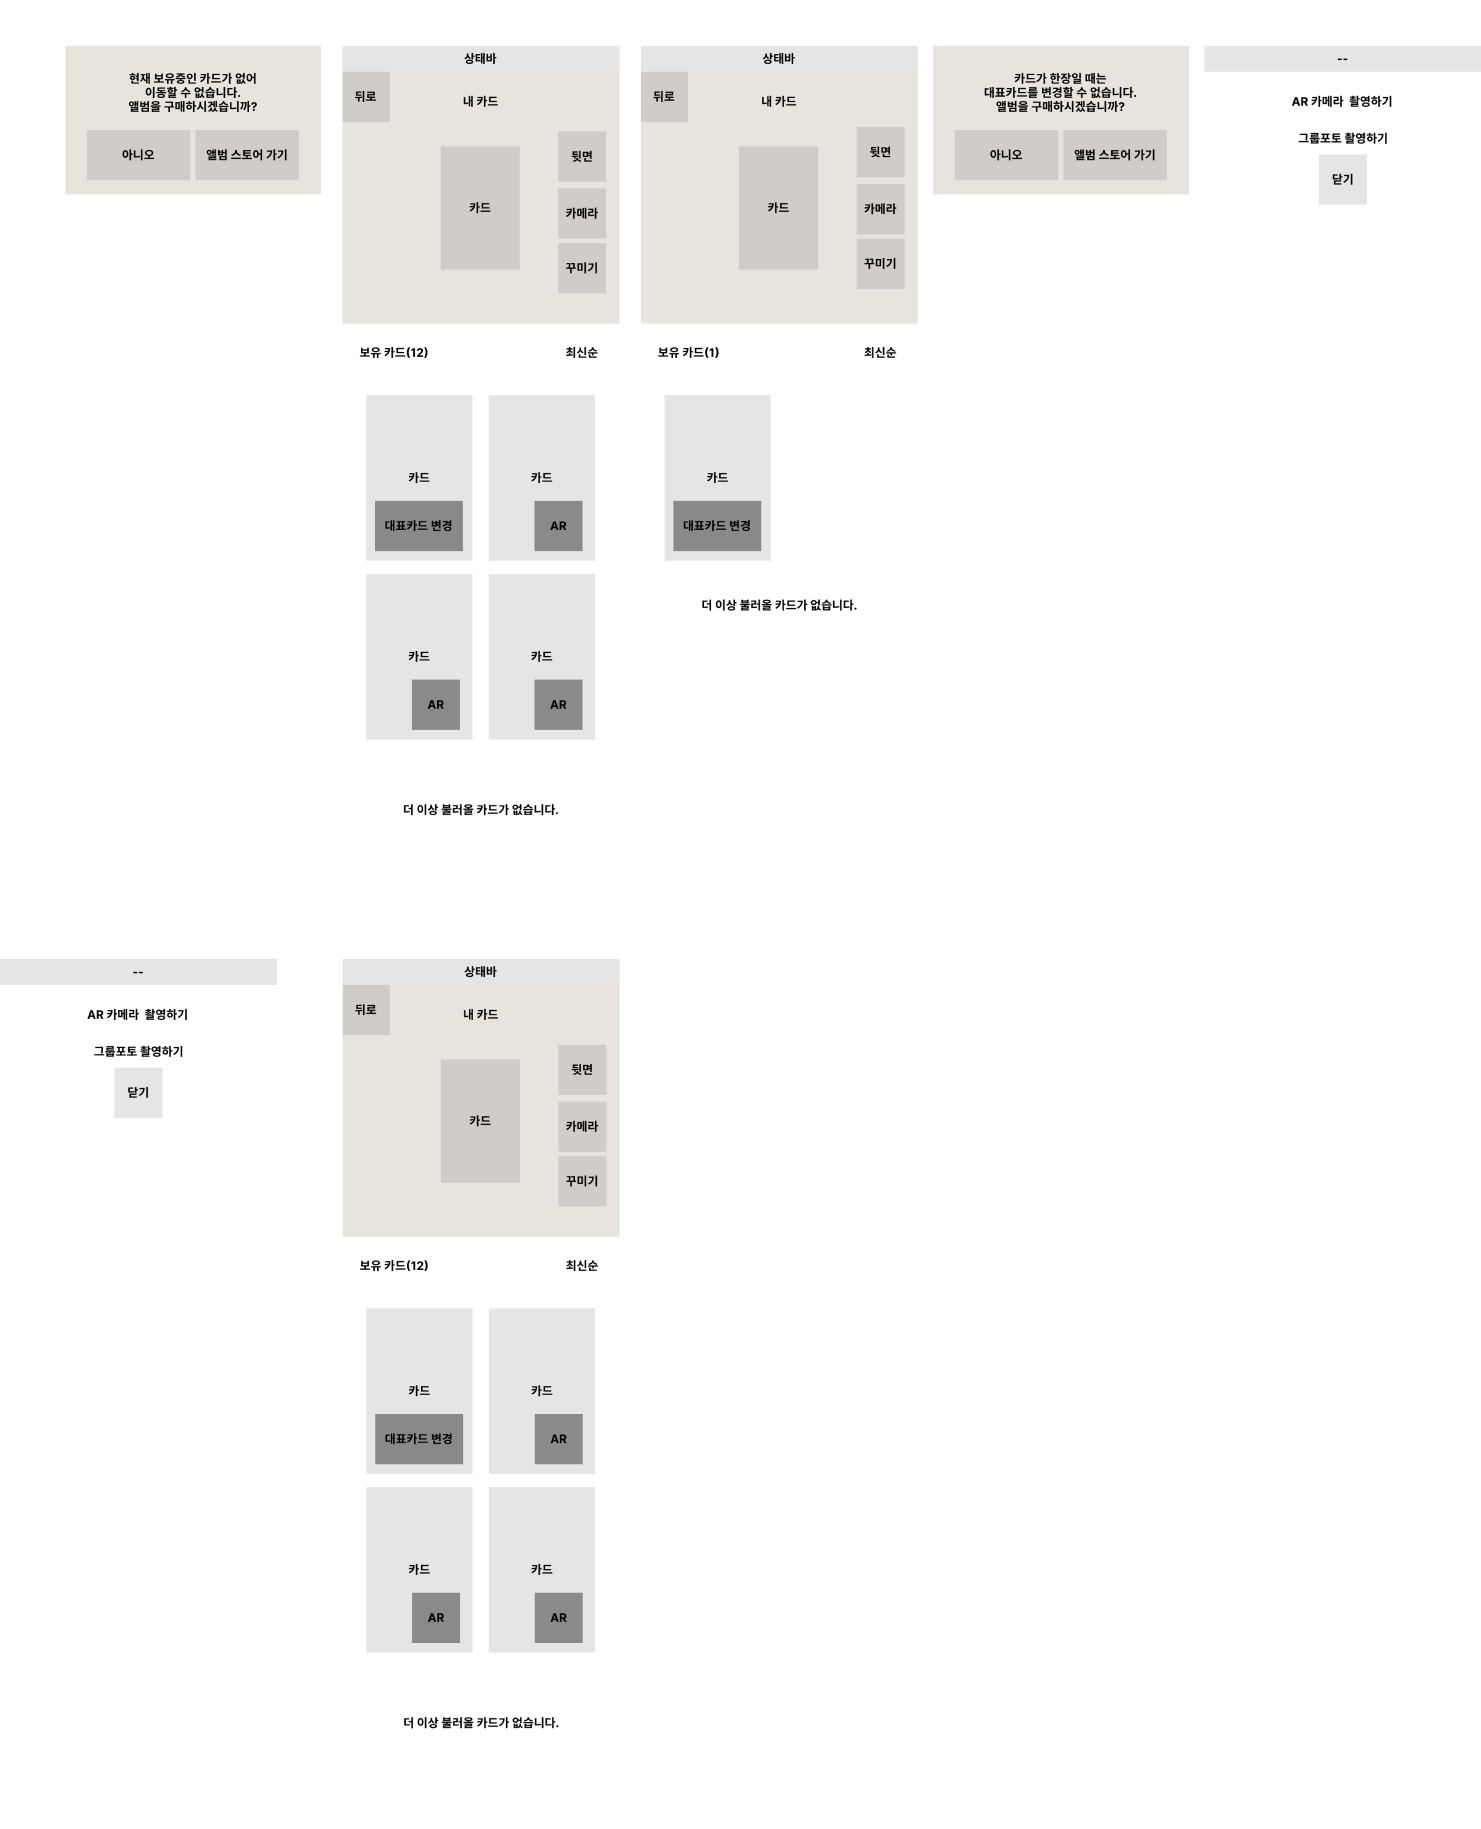 현재 보유중인 카드가 없어
이동할 수 없습니다.
앨범을 구매하시겠습니까?
아니오
앨범 스토어 가기
상태바
뒤로
내 카드
카드
뒷면
카메라
꾸미기
보유 카드(12)
최신순
카드
대표카드 변경
카드
AR
카드
AR
카드
AR
더 이상 불러올 카드가 없습니다.
상태바
뒤로
내 카드
카드
뒷면
카메라
꾸미기
보유 카드(1)
최신순
카드
대표카드 변경
더 이상 불러올 카드가 없습니다.
카드가 한장일 때는
대표카드를 변경할 수 없습니다.
앨범을 구매하시겠습니까?
아니오
앨범 스토어 가기
--
AR 카메라 촬영하기
그룹포토 촬영하기
닫기
--
AR 카메라 촬영하기
그룹포토 촬영하기
닫기
상태바
뒤로
내 카드
카드
뒷면
카메라
꾸미기
보유 카드(12)
최신순
카드
대표카드 변경
카드
AR
카드
AR
카드
AR
더 이상 불러올 카드가 없습니다.